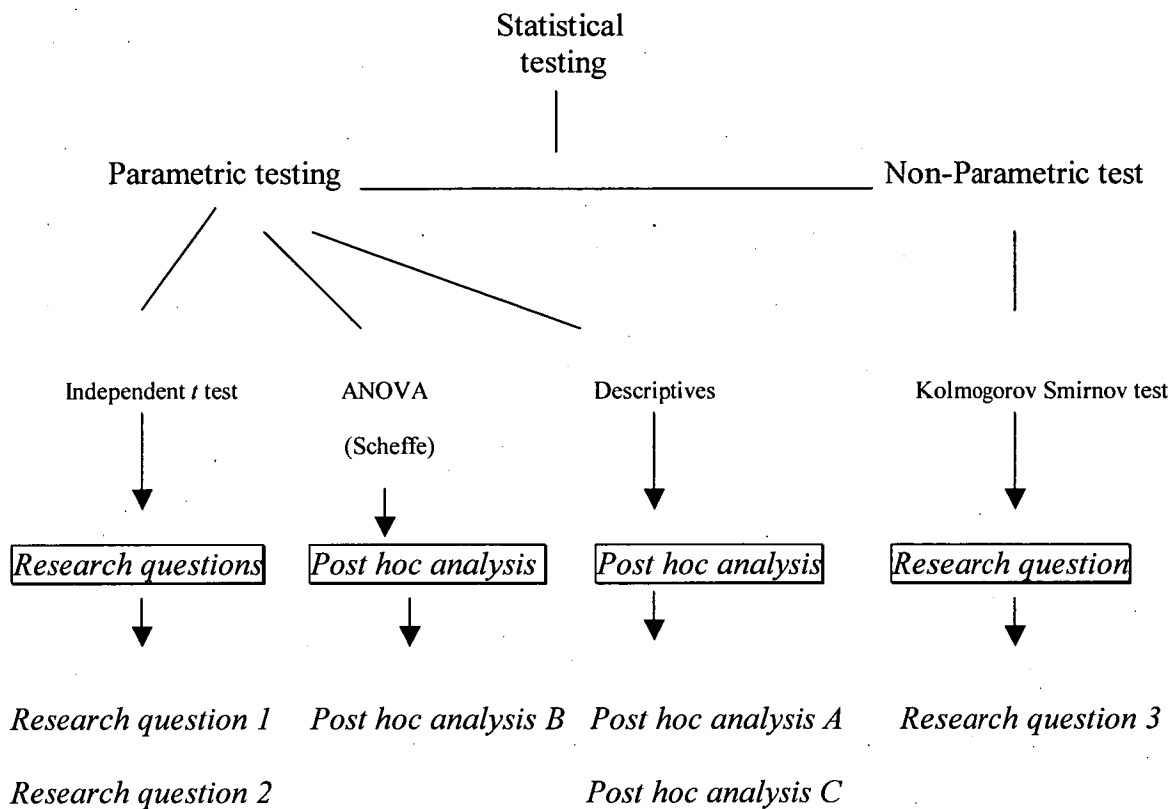 Statistical
testing
Parametric testing
Non-Parametric test
Independent t test
ANOVA
Descriptives
Kolmogorov Smirnov test
(Scheffe)
Research questions
Post hoc analysis
Post hoc analysis
Research question
Research question 1
Post hoc analysis B
Post hoc analysis A
Research question 3
Research question 2
Post hoc analysis C